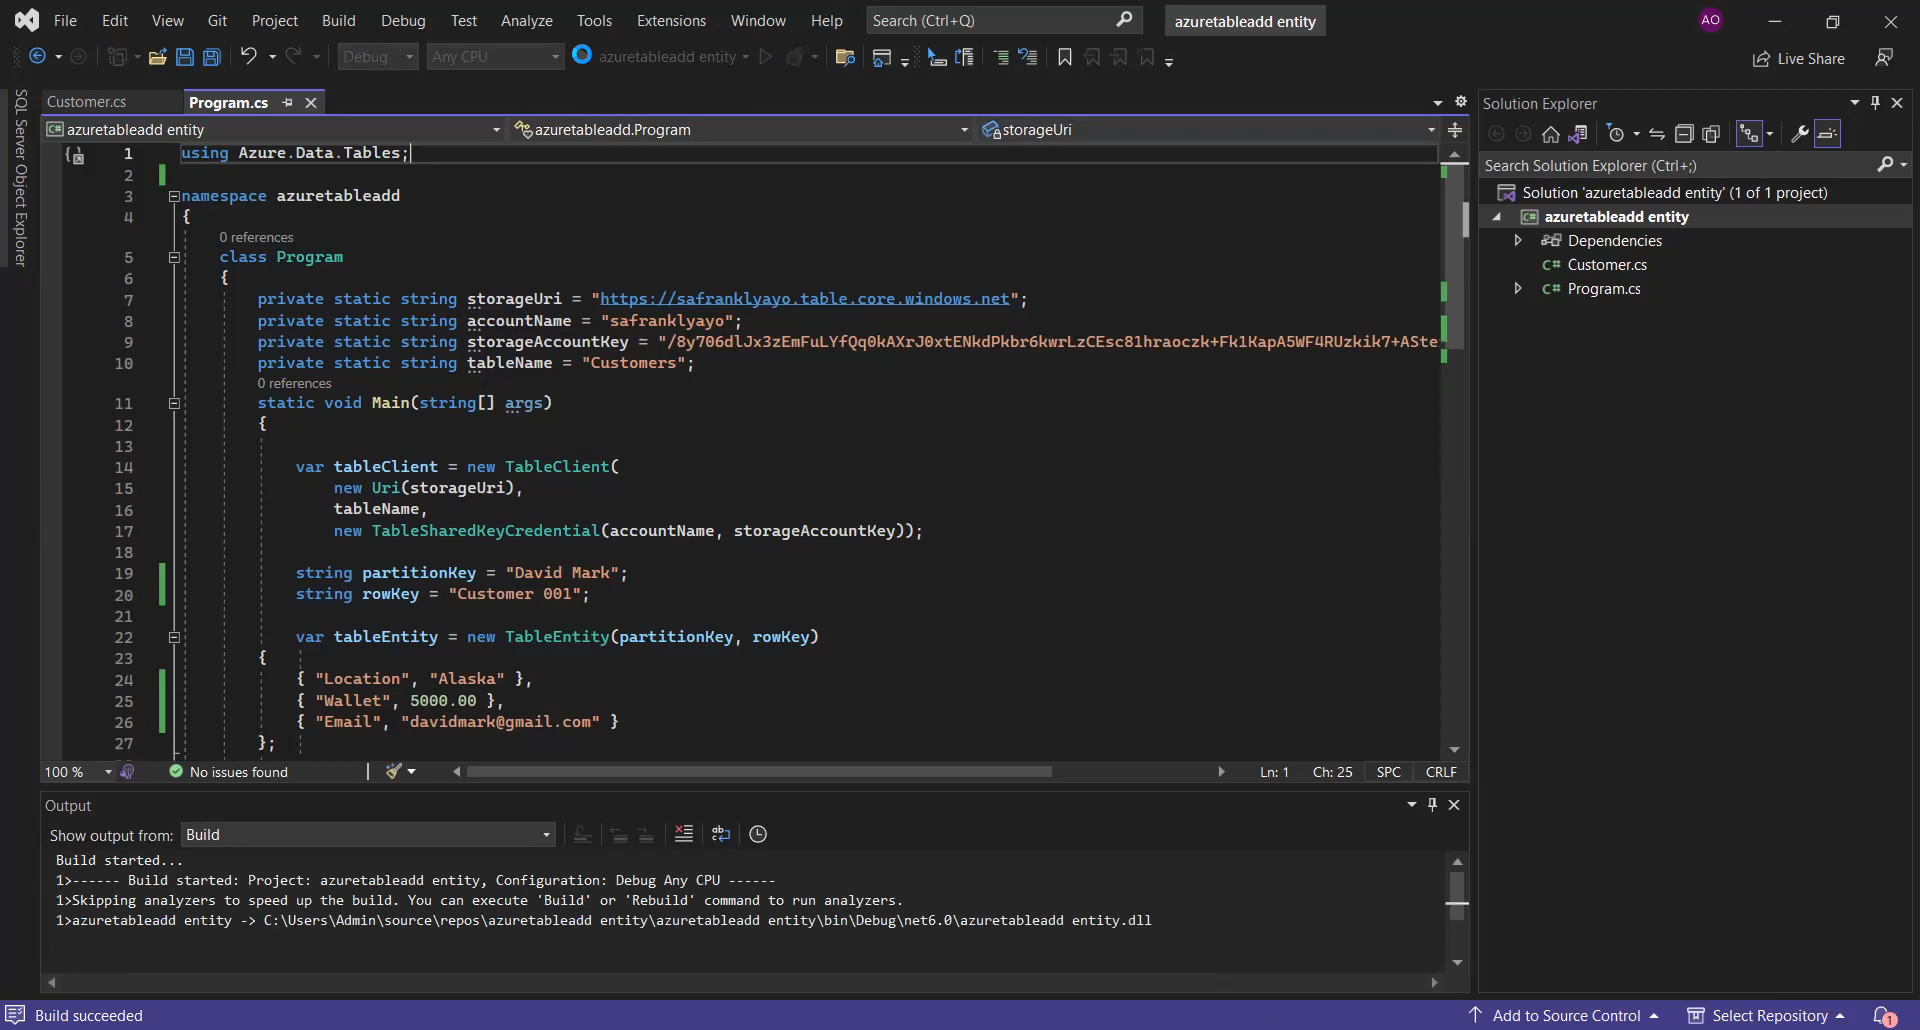 File Edit View Git Project Build Debug Test Analyze Tools Extensions Window Help Search (Ctrl+Q) azuretableadd entity AO
Debug Any CPU azuretableadd entity Live Share
SQL Server Object Explorer
Customer.cs Program.cs
azuretableadd entity azuretableadd.Program storageUri
1 using Azure.Data.Tables;
2
3 namespace azuretableadd
4 {
0 references
5 class Program
6 {
7 private static string storageUri = "https://safranklyayo.table.core.windows.net";
8 private static string accountName = "safranklyayo";
9 private static string storageAccountKey = "/8y706dlJx3zEmFuLYfQq0kAXrJ0xtENkdPkbr6kwrLzCEsc81hraoczk+Fk1KapA5WF4RUzkik7+ASte
10 private static string tableName = "Customers";
0 references
11 static void Main(string[] args)
12 {
13
14 var tableClient = new TableClient(
15 new Uri(storageUri),
16 tableName,
17 new TableSharedKeyCredential(accountName, storageAccountKey));
18
19 string partitionKey = "David Mark";
20 string rowKey = "Customer 001";
21
22 var tableEntity = new TableEntity(partitionKey, rowKey)
23 {
24 { "Location", "Alaska" },
25 { "Wallet", 5000.00 },
26 { "Email", "davidmark@gmail.com" }
27 };
100 % No issues found Ln: 1 Ch: 25 SPC CRLF
Output
Show output from: Build
Build started...
1>------ Build started: Project: azuretableadd entity, Configuration: Debug Any CPU ------
1>Skipping analyzers to speed up the build. You can execute 'Build' or 'Rebuild' command to run analyzers.
1>azuretableadd entity -> C:\Users\Admin\source\repos\azuretableadd entity\azuretableadd entity\bin\Debug\net6.0\azuretableadd entity.dll
Solution Explorer
Search Solution Explorer (Ctrl+;)
Solution 'azuretableadd entity' (1 of 1 project)
azuretableadd entity
Dependencies
C# Customer.cs
C# Program.cs
Build succeeded Add to Source Control Select Repository 1